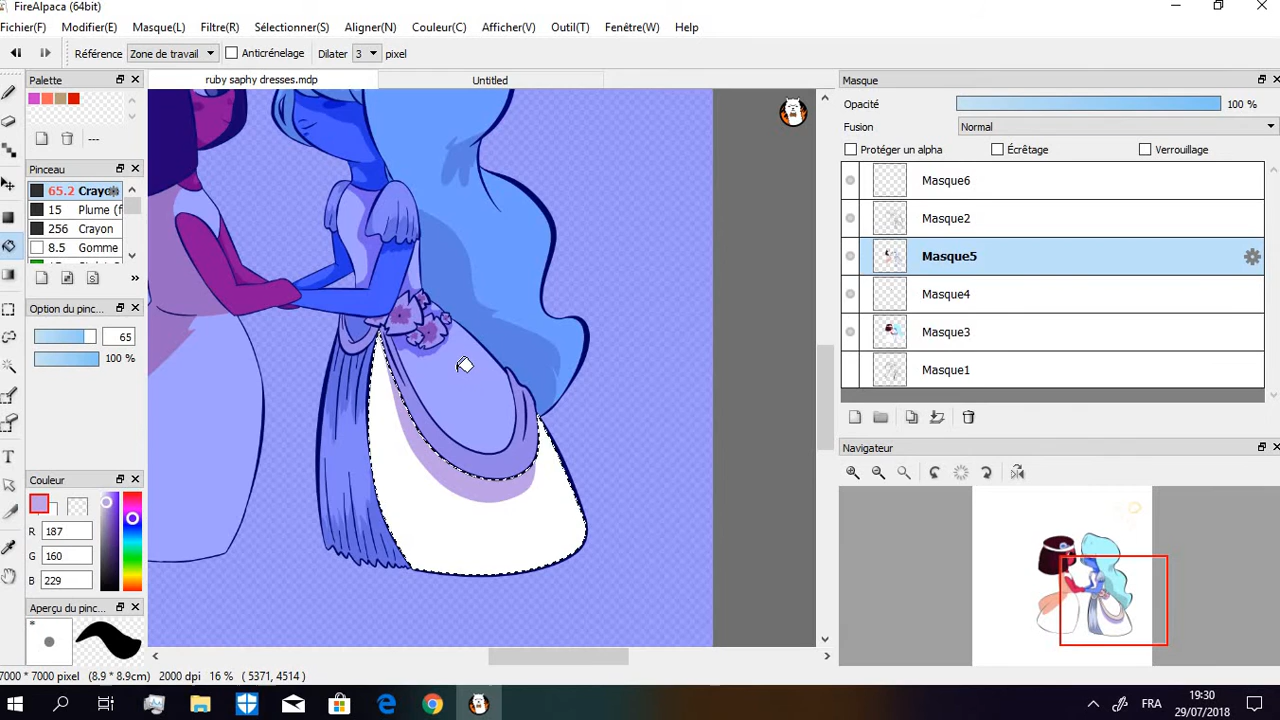 FireAlpaca (64bit)
Fichier(F) Modifier(E) Masque(L) Filtre(R) Sélectionner(S) Aligner(N) Couleur(C) Afficher(V) Outil(T) Fenêtre(W) Help
Référence Zone de travail Anticrénelage Dilater 3 pixel
Palette
ruby saphy dresses.mdp Untitled
Masque
Opacité 100 %
Fusion Normal
Protéger un alpha Écrêtage Verrouillage
---
Pinceau
65.2 Crayo
15 Plume (f
256 Crayon
8.5 Gomme
Masque6
Masque2
Masque5
Masque4
Masque3
Masque1
Option du pinc...
65
100 %
Navigateur
Couleur
R 187
G 160
B 229
Aperçu du pinc...
*
7000 * 7000 pixel (8.9 * 8.9cm) 2000 dpi 16 % ( 5371, 4514 )
FRA
19:30
29/07/2018